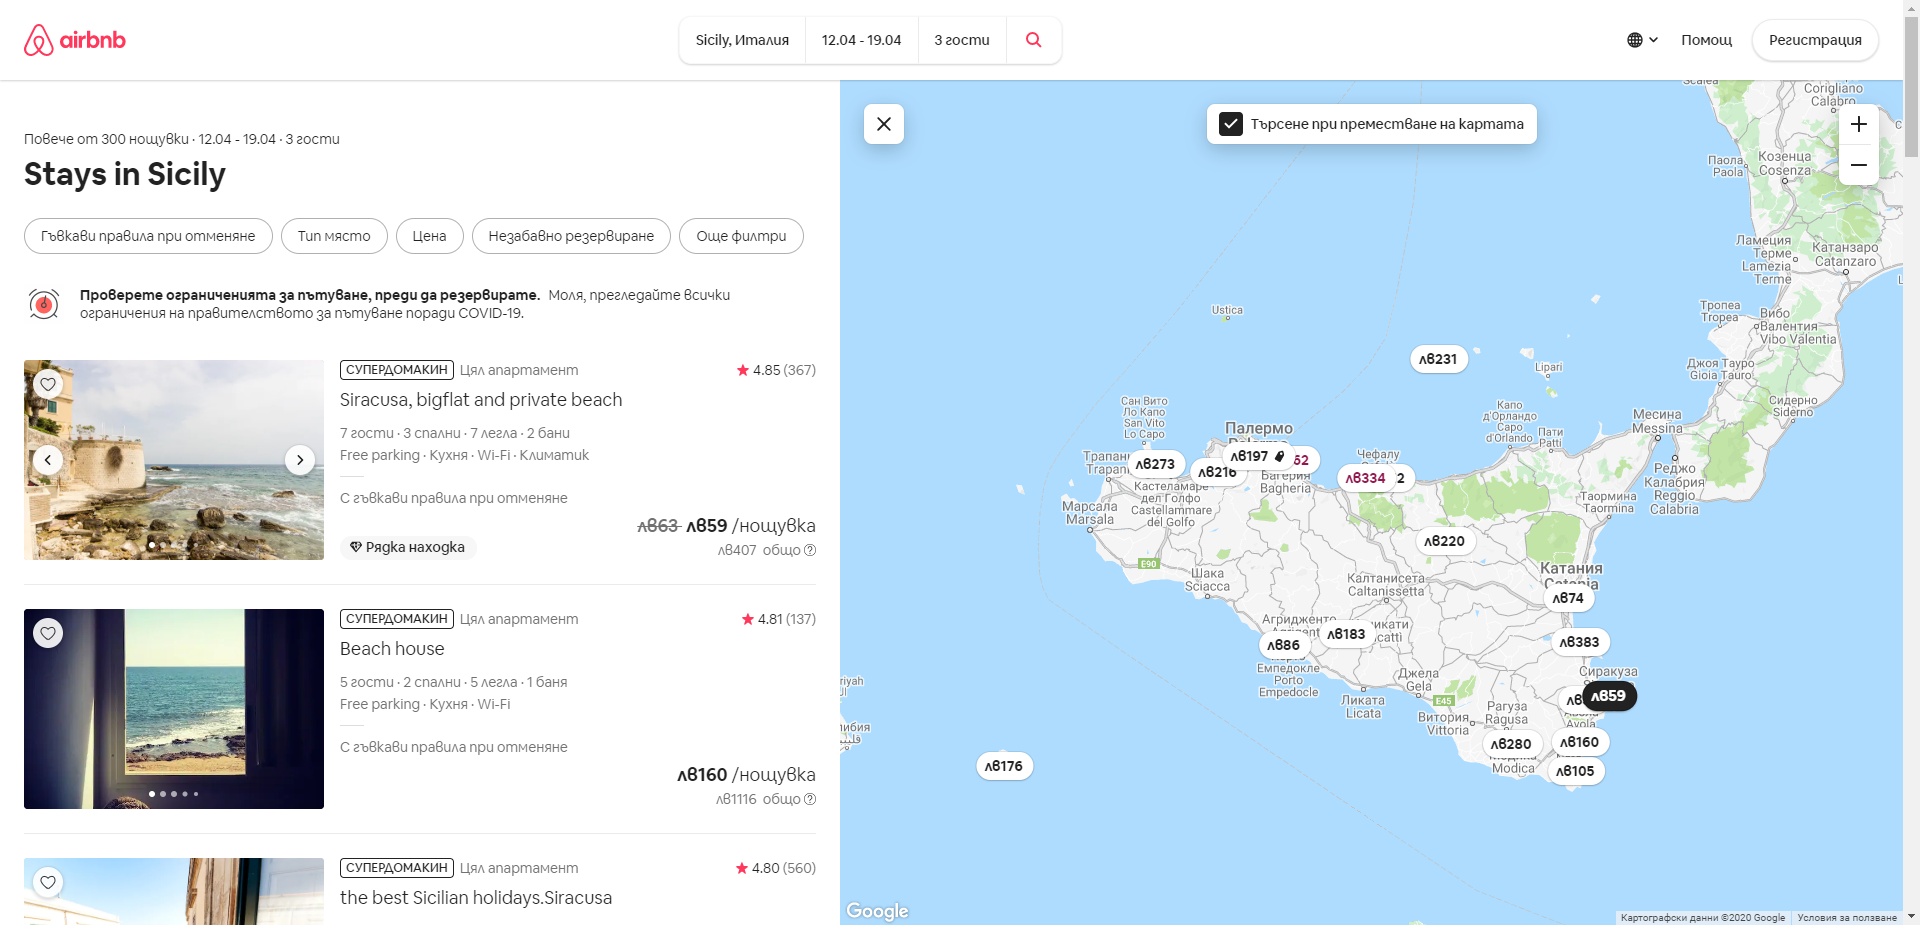 airbnb
Sicily, Италия
12.04 - 19.04
3 гости
Помощ
Регистрация
Повече от 300 нощувки · 12.04 - 19.04 · 3 гости
Stays in Sicily
Гъвкави правила при отменяне
Тип място
Цена
Незабавно резервиране
Още филтри
Проверете ограниченията за пътуване, преди да резервирате. Моля, прегледайте всички
ограничения на правителството за пътуване поради COVID-19.
СУПЕРДОМАКИН Цял апартамент
4.85 (367)
Siracusa, bigflat and private beach
7 гости · 3 спални · 7 легла · 2 бани
Free parking · Кухня · Wi-Fi · Климатик
С гъвкави правила при отменяне
лв63 лв59 /нощувка
Рядка находка
лв407 общо
СУПЕРДОМАКИН Цял апартамент
4.81 (137)
Beach house
5 гости · 2 спални · 5 легла · 1 баня
Free parking · Кухня · Wi-Fi
С гъвкави правила при отменяне
лв160 /нощувка
лв1116 общо
СУПЕРДОМАКИН Цял апартамент
4.80 (560)
the best Sicilian holidays.Siracusa
Търсене при преместване на картата
Corigliano
Calabro
Паола
Paola
Козенца
Cosenza
Ламеция
Терме
Lamezia
Terme
Катанзаро
Catanzaro
Тропеа
Tropea
Вибо
Валентия
Vibo Valentia
Ustica
лв231
Lipari
Джоя Тауро
Gioia Tauro
Сидерно
Siderno
Сан Вито
Ло Капо
San Vito
Lo Capo
Капо
д'Орландо
Capo
d'Orlando
Пати
Patti
Месина
Messina
Палермо
Трапани
Trapani
лв273
лв216
лв197
62
Багерия
Bagheria
Чефалу
лв334
2
Реджо
Калабрия
Reggio
Calabria
Таормина
Taormina
Марсала
Marsala
Кастеламаре
дел Голфо
Castellammare
del Golfo
лв220
E90
Шака
Sciacca
Калтанисета
Caltanissetta
Катания
лв74
Агридженто
лв183
лв86
Емпедокле
Porto
Empedocle
лв383
Сиракуза
Джела
Gela
E45
Ликата
Licata
Витория
Vittoria
Рагуза
Ragusa
лв59
Avola
лв280
Modica
лв160
лв105
лв176
Google
Картографски данни ©2020 Google
Условия за ползване